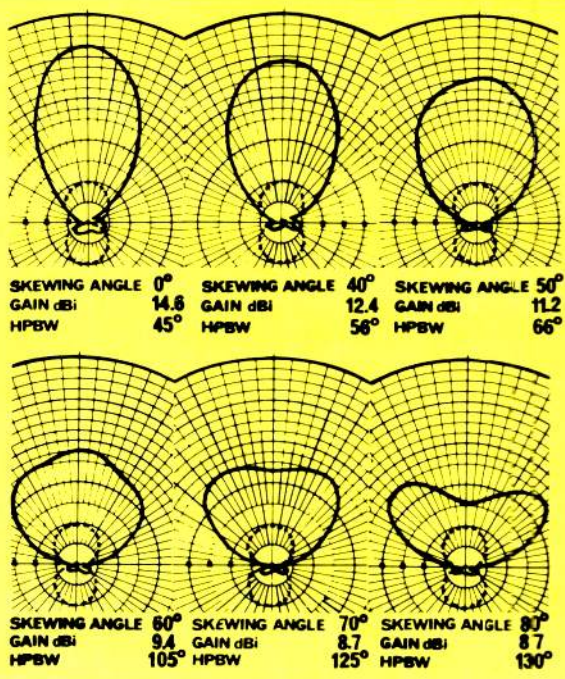 SKEWING ANGLE 0°
GAIN dBi 14.6
HPBW 45°
SKEWING ANGLE 40°
GAIN dBi 12.4
HPBW 56°
SKEWING ANGLE 50°
GAIN dBi 11.2
HPBW 66°
SKEWING ANGLE 60°
GAIN dBi 9.4
HPBW 105°
SKEWING ANGLE 70°
GAIN dBi 8.7
HPBW 125°
SKEWING ANGLE 80°
GAIN dBi 8 7
HPBW 130°